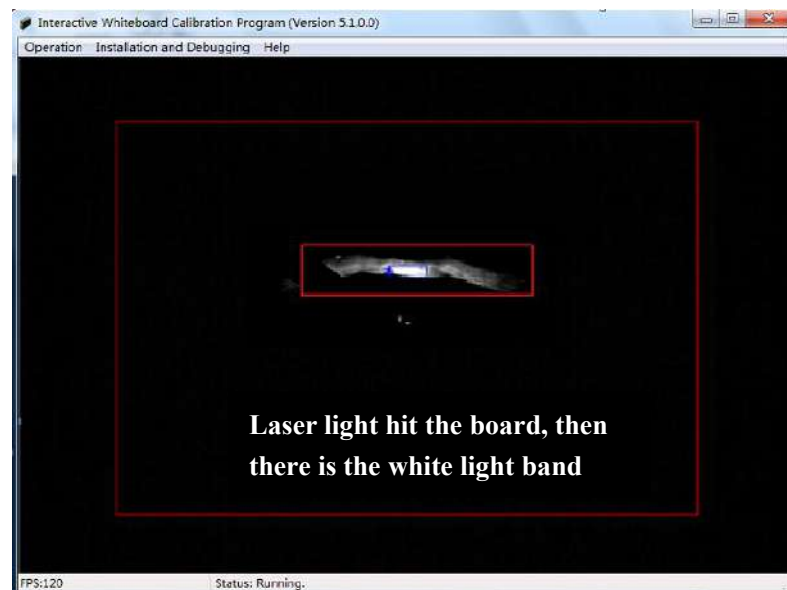 Interactive Whiteboard Calibration Program (Version 5.1.0.0)
Operation Installation and Debugging Help
Laser light hit the board, then
there is the white light band
FPS:120 Status: Running.